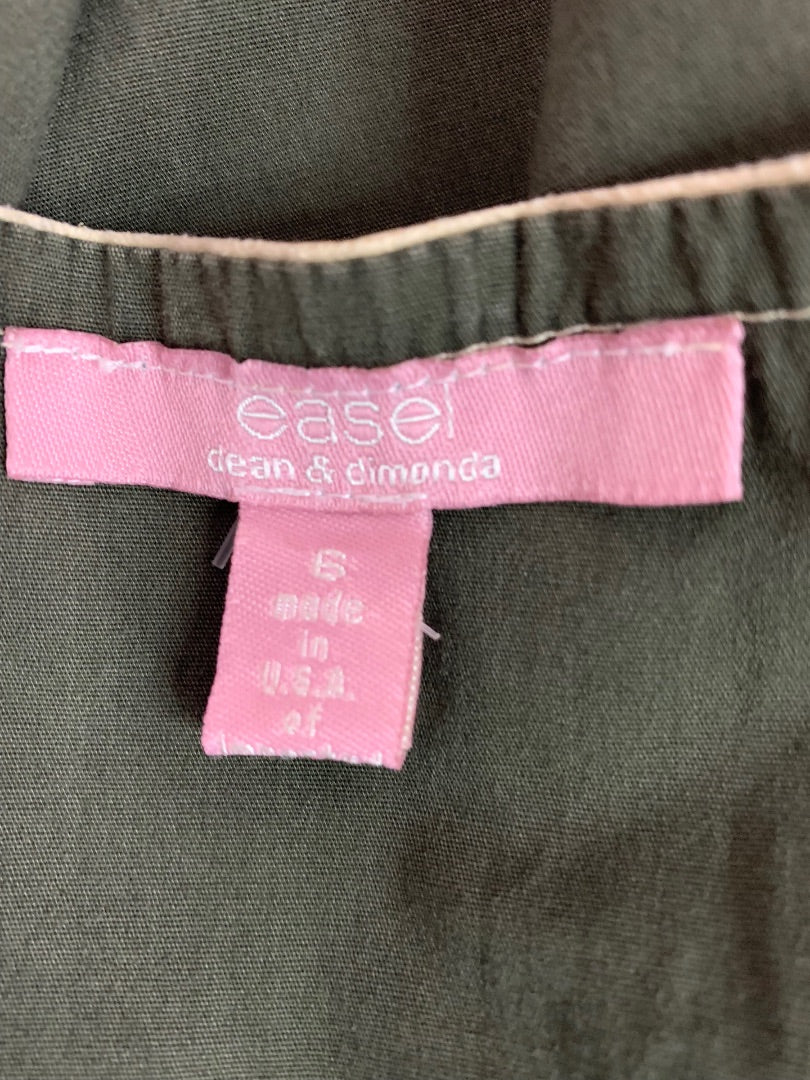 easel
dean & dimonda
6
made
in
U.S.A.
of